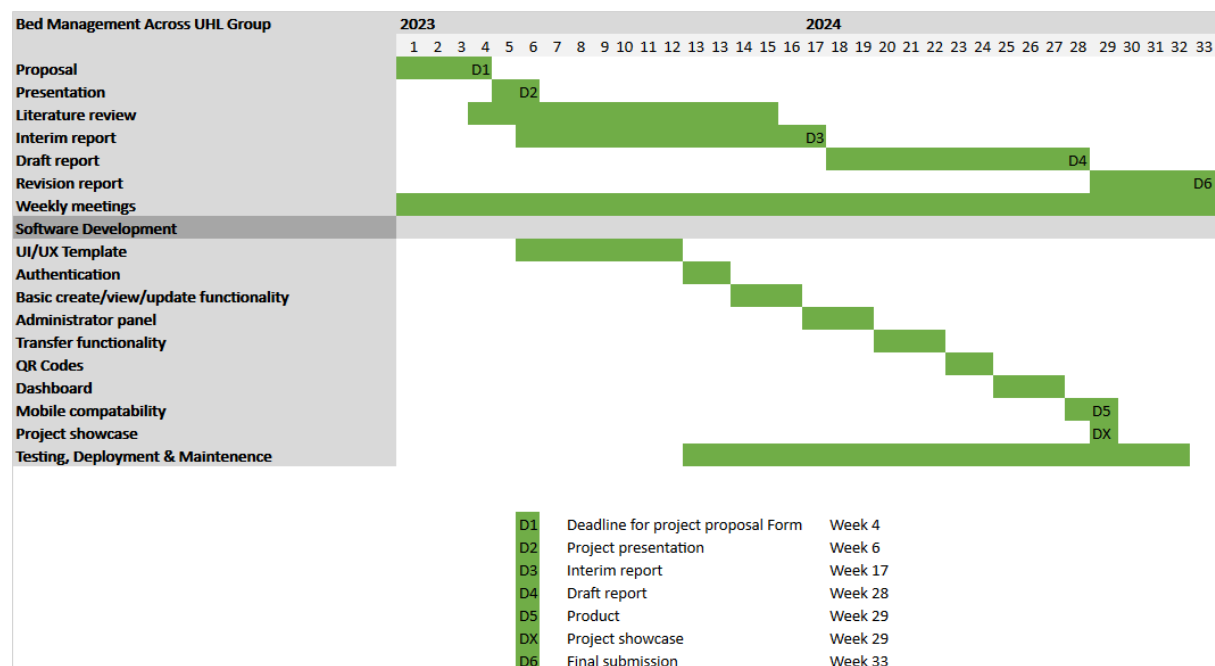 Bed Management Across UHL Group 2023 2024
1 2 3 4 5 6 7 8 9 10 11 12 13 13 14 15 16 17 18 19 20 21 22 23 24 25 26 27 28 29 30 31 32 33
Proposal D1
Presentation D2
Literature review
Interim report D3
Draft report D4
Revision report D6
Weekly meetings
Software Development
UI/UX Template
Authentication
Basic create/view/update functionality
Administrator panel
Transfer functionality
QR Codes
Dashboard
Mobile compatability D5
Project showcase DX
Testing, Deployment & Maintenence
D1 Deadline for project proposal Form Week 4
D2 Project presentation Week 6
D3 Interim report Week 17
D4 Draft report Week 28
D5 Product Week 29
DX Project showcase Week 29
D6 Final submission Week 33